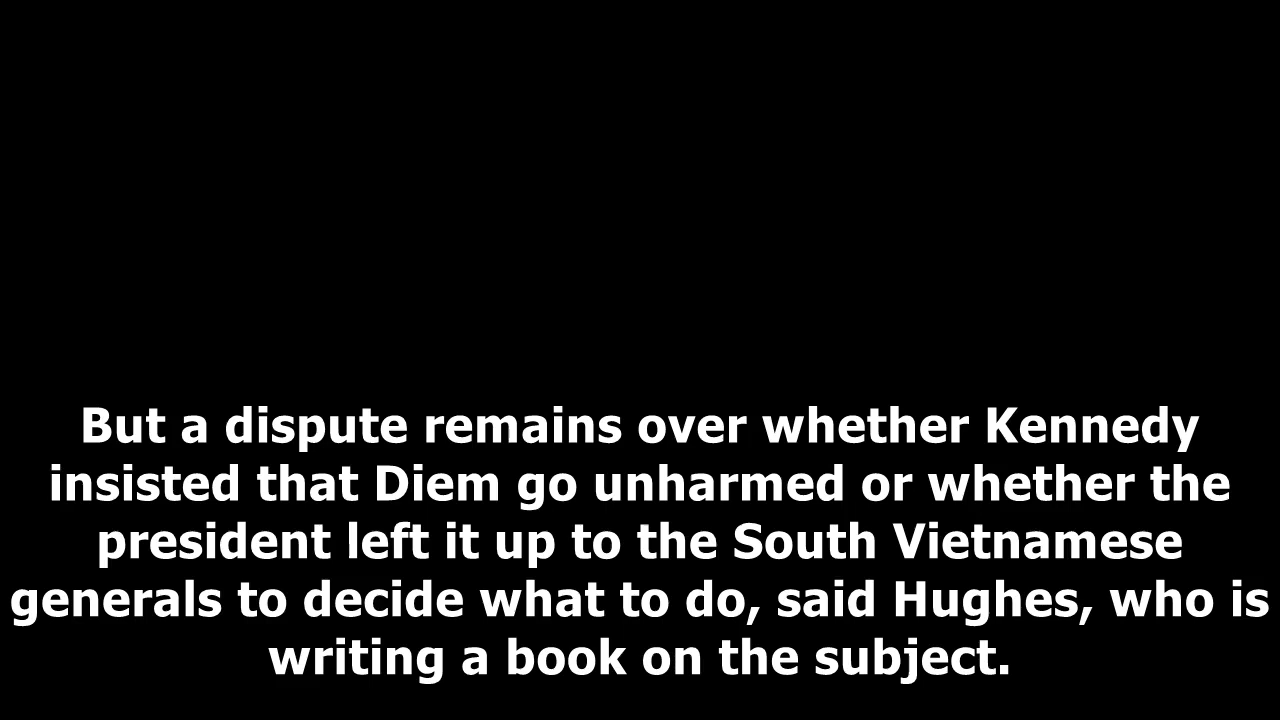 But a dispute remains over whether Kennedy
insisted that Diem go unharmed or whether the
president left it up to the South Vietnamese
generals to decide what to do, said Hughes, who is
writing a book on the subject.